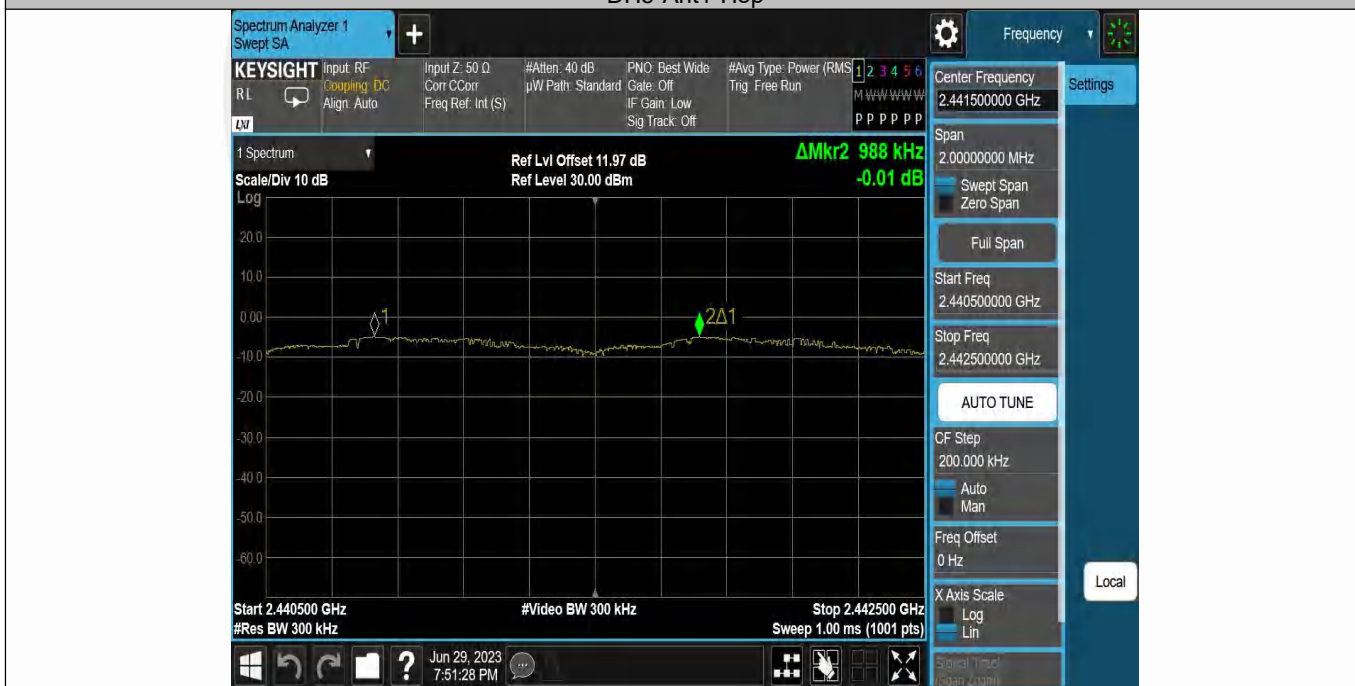 Spectrum Analyzer 1
Swept SA
+
Frequency
KEYSIGHT
RL
LXI
Input: RF
Coupling: DC
Align: Auto
Input Z: 50 Ω
Corr CCorr
Freq Ref: Int (S)
#Atten: 40 dB
µW Path: Standard
PNO: Best Wide
Gate: Off
IF Gain: Low
Sig Track: Off
#Avg Type: Power (RMS
Trig: Free Run
1 2 3 4 5 6
M W W W W W
P P P P P P
Center Frequency
2.441500000 GHz
Settings
Span
2.00000000 MHz
Swept Span
Zero Span
Full Span
Start Freq
2.440500000 GHz
Stop Freq
2.442500000 GHz
AUTO TUNE
CF Step
200.000 kHz
Auto
Man
Freq Offset
0 Hz
X Axis Scale
Log
Lin
Local
1 Spectrum
Scale/Div 10 dB
Log
Ref Lvl Offset 11.97 dB
Ref Level 30.00 dBm
ΔMkr2 988 kHz
-0.01 dB
20.0
10.0
0.00
-10.0
-20.0
-30.0
-40.0
-50.0
-60.0
1
2Δ1
Start 2.440500 GHz
#Res BW 300 kHz
#Video BW 300 kHz
Stop 2.442500 GHz
Sweep 1.00 ms (1001 pts)
?
Jun 29, 2023
7:51:28 PM
Signal Track
(Span Zoom)